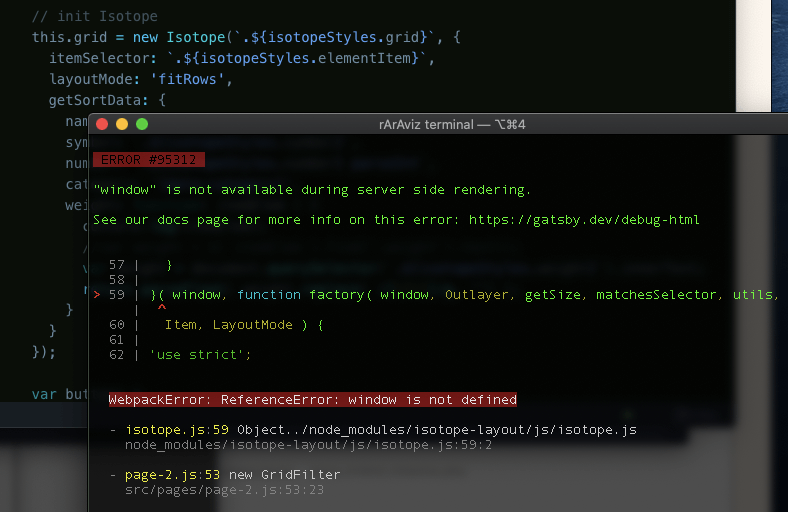 // init Isotope
this.grid = new Isotope(`.${isotopeStyles.grid}`, {
itemSelector: `.${isotopeStyles.elementItem}`,
layoutMode: 'fitRows',
getSortData: {
nam
sym
num
cat
wei
}
}
});
var but
rArAviz terminal — ⌥⌘4
ERROR #95312
"window" is not available during server side rendering.
See our docs page for more info on this error: https://gatsby.dev/debug-html
57 |   }
58 |
> 59 | }( window, function factory( window, Outlayer, getSize, matchesSelector, utils,
| ^
60 |   Item, LayoutMode ) {
61 |
62 | 'use strict';
WebpackError: ReferenceError: window is not defined
- isotope.js:59 Object../node_modules/isotope-layout/js/isotope.js
node_modules/isotope-layout/js/isotope.js:59:2
- page-2.js:53 new GridFilter
src/pages/page-2.js:53:23